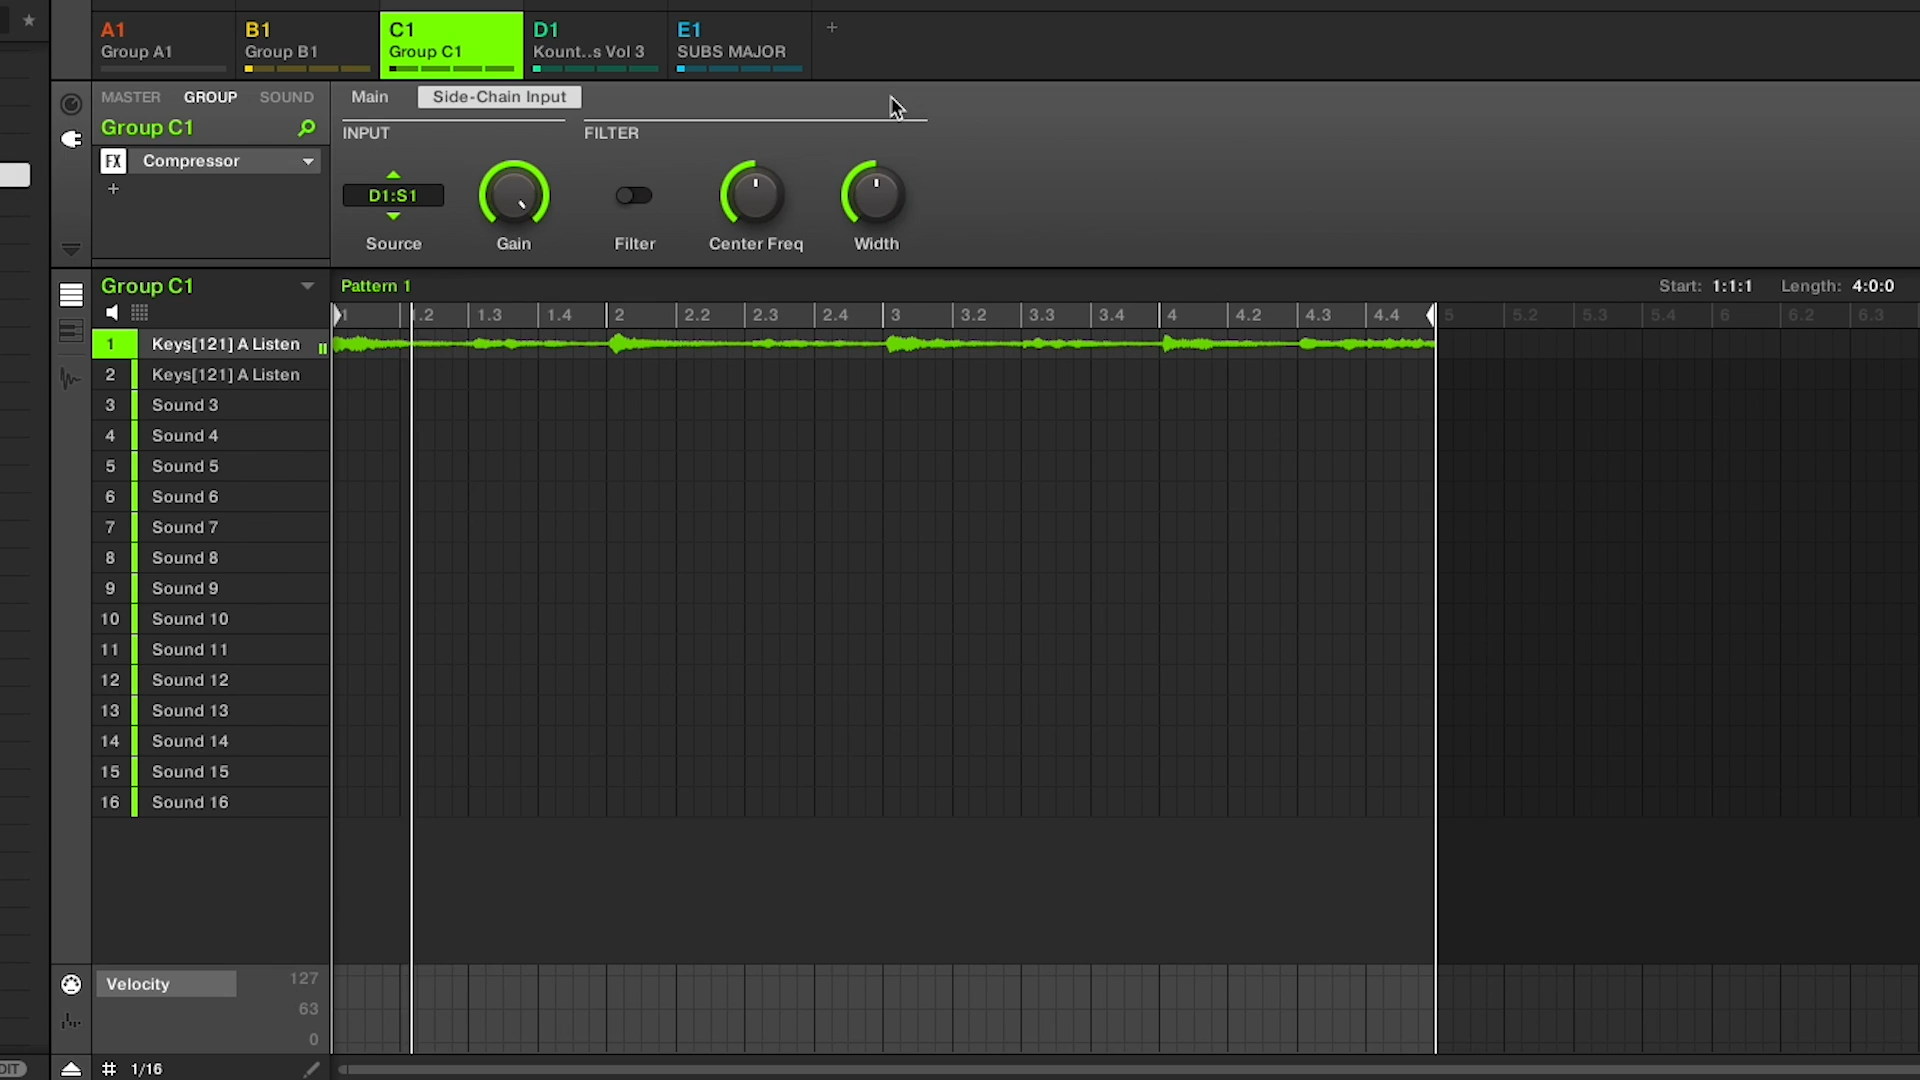 A1 B1 C1 D1 E1 +
Group A1 Group B1 Group C1 Kount..s Vol 3 SUBS MAJOR
MASTER GROUP SOUND Main Side-Chain Input
Group C1 INPUT FILTER
FX Compressor
+
D1:S1
Source Gain Filter Center Freq Width
Group C1 Pattern 1 Start: 1:1:1 Length: 4:0:0
1 1.2 1.3 1.4 2 2.2 2.3 2.4 3 3.2 3.3 3.4 4 4.2 4.3 4.4 5 5.2 5.3 5.4 6 6.2 6.3
1 Keys[121] A Listen
2 Keys[121] A Listen
3 Sound 3
4 Sound 4
5 Sound 5
6 Sound 6
7 Sound 7
8 Sound 8
9 Sound 9
10 Sound 10
11 Sound 11
12 Sound 12
13 Sound 13
14 Sound 14
15 Sound 15
16 Sound 16
Velocity 127
63
0
# 1/16